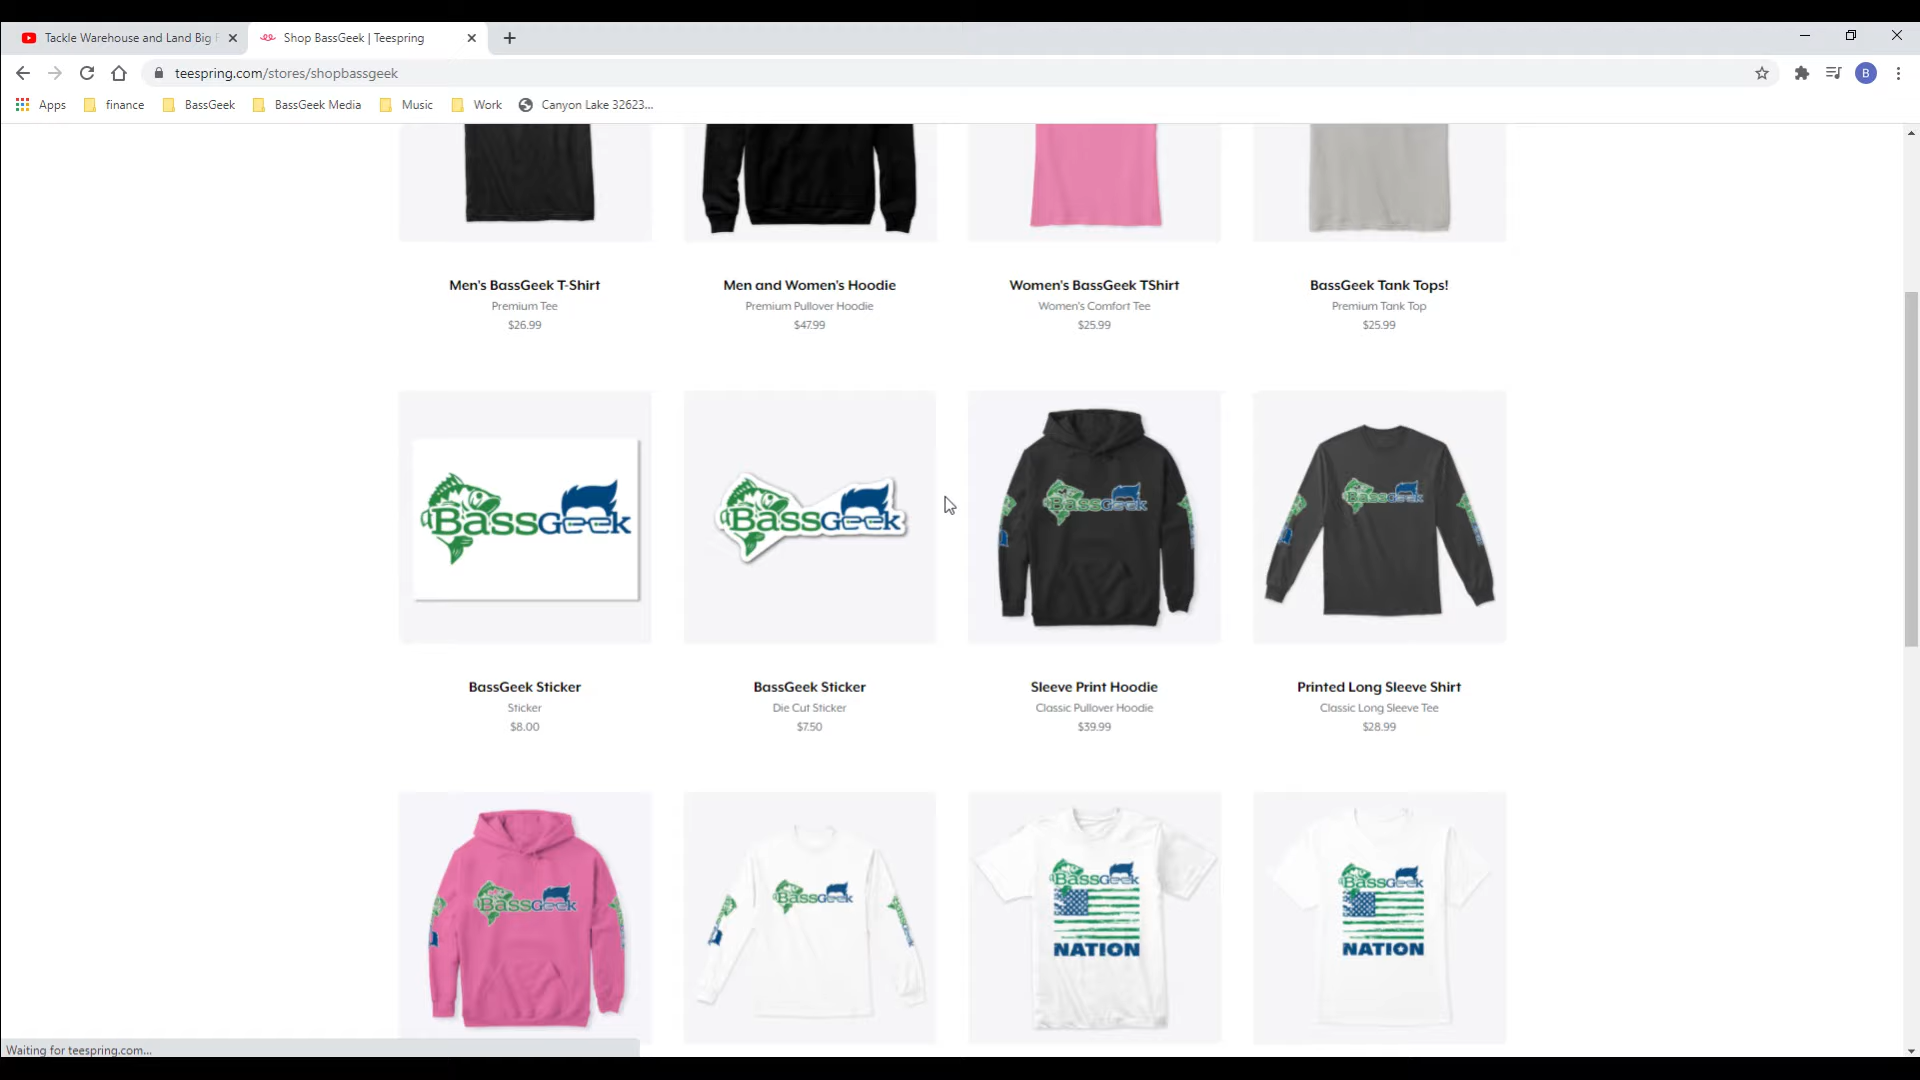 Tackle Warehouse and Land Big F
Shop BassGeek | Teespring
teespring.com/stores/shopbassgeek
B
Apps
finance
BassGeek
BassGeek Media
Music
Work
Canyon Lake 32623...
Men's BassGeek T-Shirt
Premium Tee
$26.99
Men and Women's Hoodie
Premium Pullover Hoodie
$47.99
Women's BassGeek TShirt
Women's Comfort Tee
$25.99
BassGeek Tank Tops!
Premium Tank Top
$25.99
BassGeek
BassGeek
BassGeek
BassGeek
BassGeek Sticker
Sticker
$8.00
BassGeek Sticker
Die Cut Sticker
$7.50
Sleeve Print Hoodie
Classic Pullover Hoodie
$39.99
Printed Long Sleeve Shirt
Classic Long Sleeve Tee
$28.99
BassGeek
BassGeek
BassGeek
NATION
BassGeek
NATION
Waiting for teespring.com...